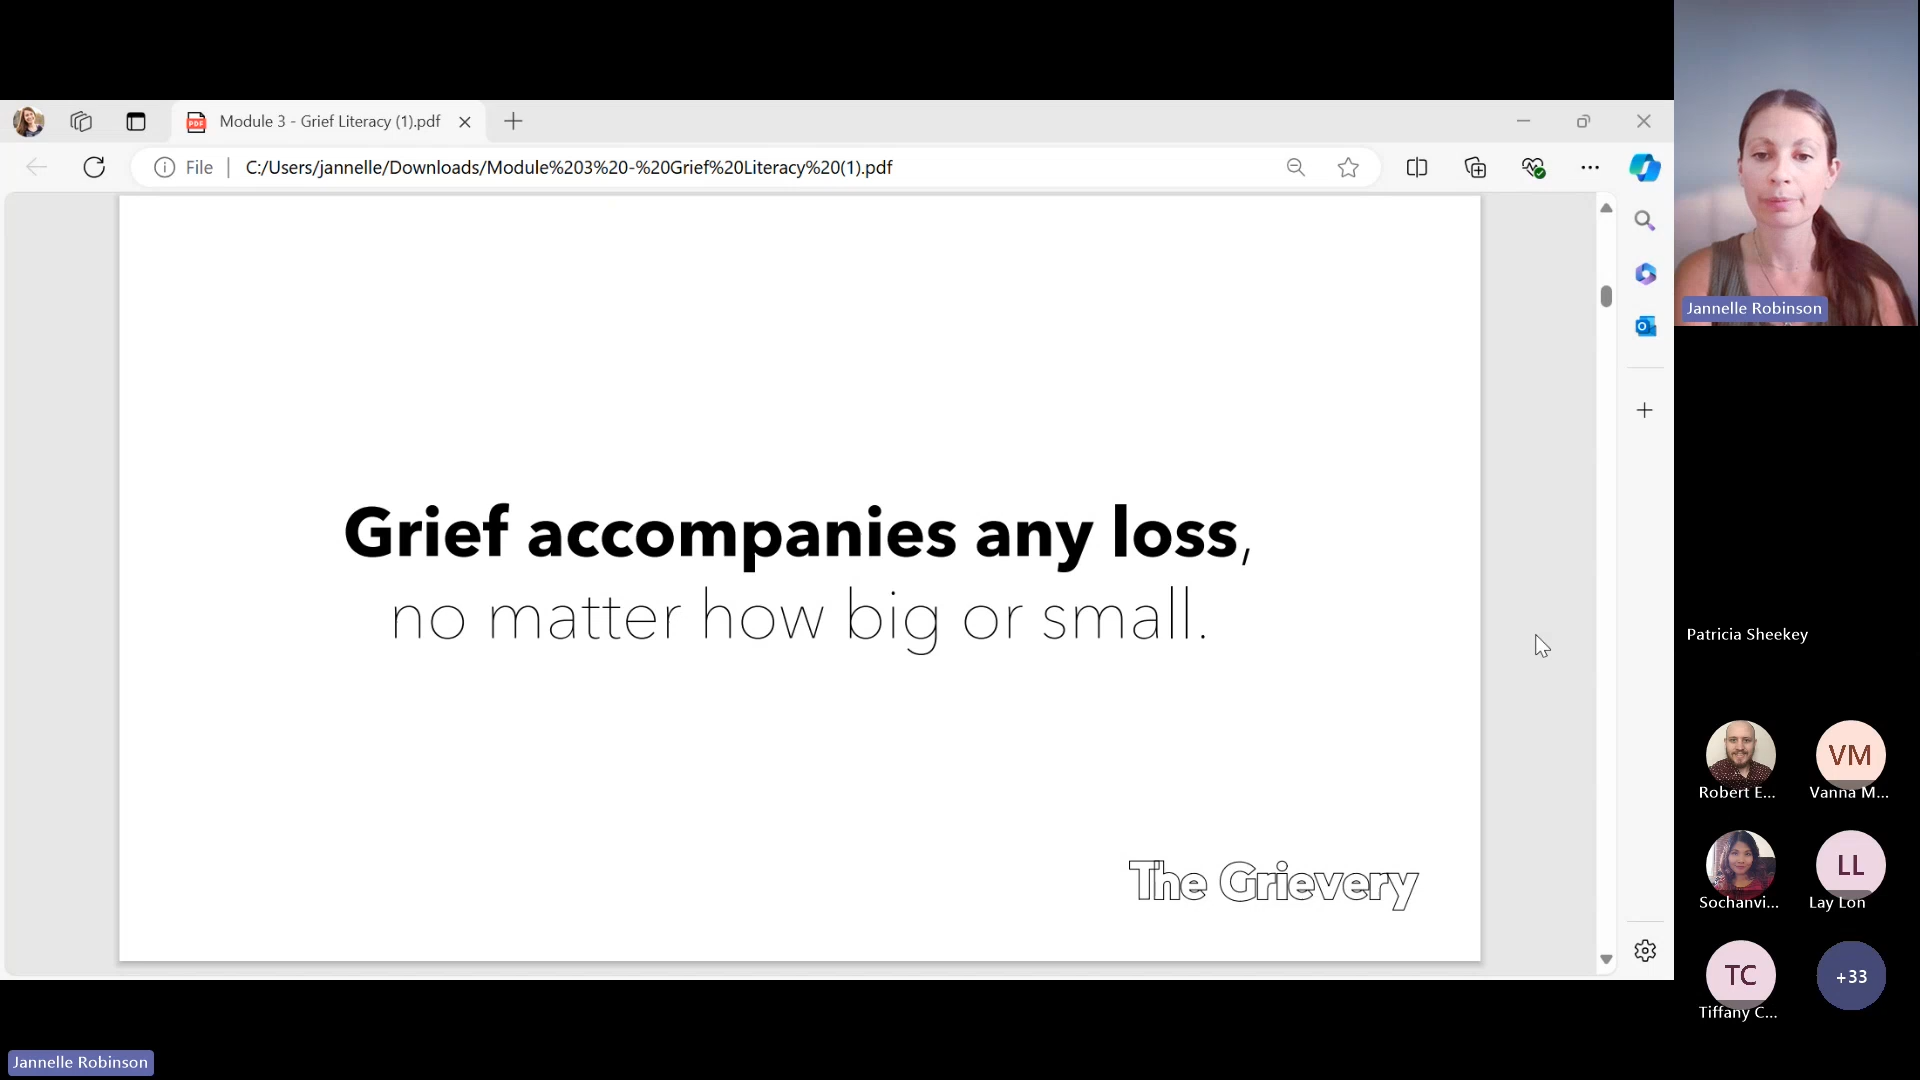 Module 3 - Grief Literacy (1).pdf
File
C:/Users/jannelle/Downloads/Module%203%20-%20Grief%20Literacy%20(1).pdf
Grief accompanies any loss,
no matter how big or small.
The Grievery
Jannelle Robinson
Patricia Sheekey
VM
Robert E...
Vanna M...
LL
Sochanvi...
Lay Lon
TC
+33
Tiffany C...
Jannelle Robinson